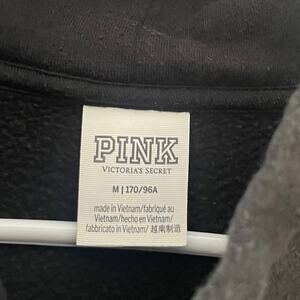 PINK
VICTORIA'S SECRET
M | 170/96A
made in Vietnam/fabriqué au
Vietnam/hecho en Vietnam/
fabbricato in Vietnam/ 越南制造